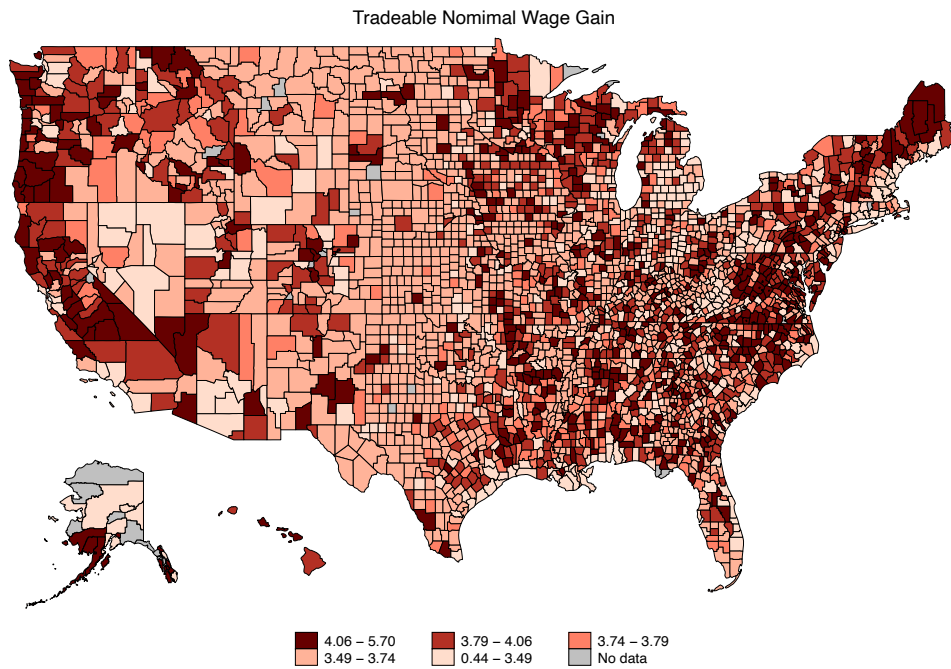 Tradeable Nomimal Wage Gain
4.06 – 5.70 3.79 – 4.06 3.74 – 3.79
3.49 – 3.74 0.44 – 3.49 No data